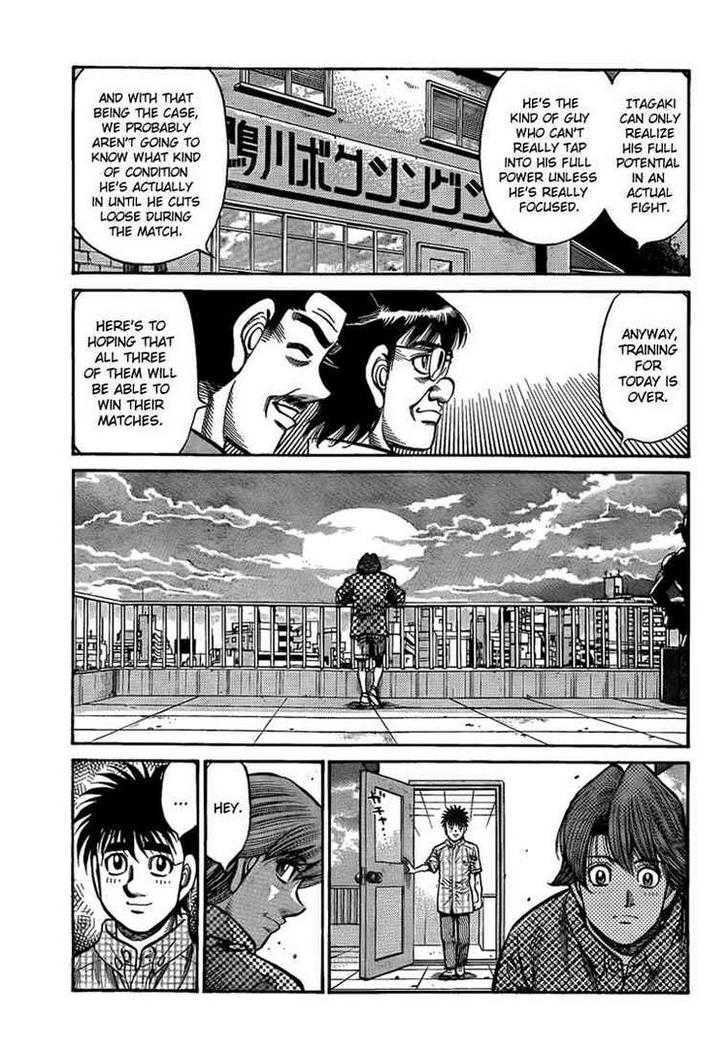 ITAGAKI
CAN ONLY
REALIZE
HIS FULL
POTENTIAL
IN AN
ACTUAL
FIGHT.
HE'S THE
KIND OF GUY
WHO CAN'T
REALLY TAP
INTO HIS FULL
POWER UNLESS
HE'S REALLY
FOCUSED.
AND WITH THAT
BEING THE CASE,
WE PROBABLY
AREN'T GOING TO
KNOW WHAT KIND
OF CONDITION
HE'S ACTUALLY
IN UNTIL HE CUTS
LOOSE DURING
THE MATCH.
鴨川ボクシングジ
ANYWAY,
TRAINING
FOR
TODAY IS
OVER.
HERE'S TO
HOPING THAT
ALL THREE
OF THEM WILL
BE ABLE TO
WIN THEIR
MATCHES.
ガチャ
HEY.
...